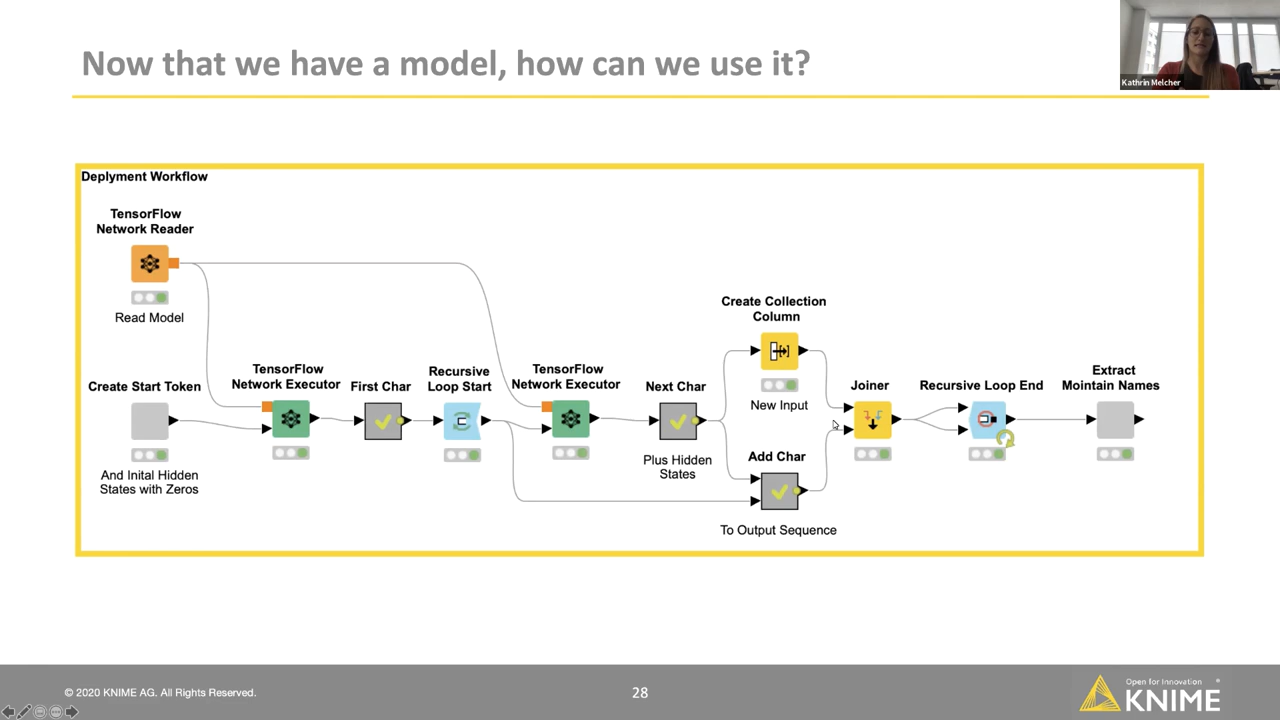 Now that we have a model, how can we use it?
Kathrin Melcher
Deplyment Workflow
TensorFlow
Network Reader
Read Model
Create Start Token
And Inital Hidden
States with Zeros
TensorFlow
Network Executor
First Char
Recursive
Loop Start
TensorFlow
Network Executor
Next Char
Plus Hidden
States
Create Collection
Column
New Input
Add Char
To Output Sequence
Joiner
Recursive Loop End
Extract
Maintain Names
© 2020 KNIME AG. All Rights Reserved.
28
Open for Innovation
KNIME